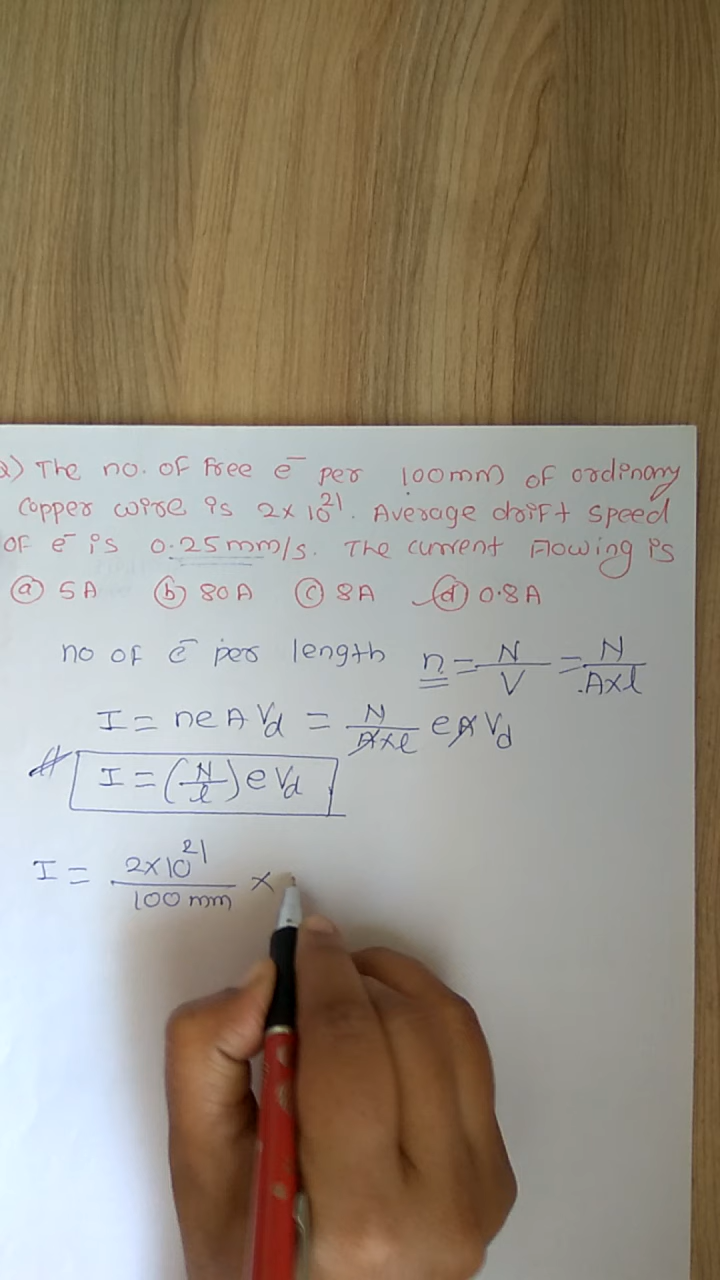 Q) The no. of Free e⁻ per 100mm of ordinary
copper wire is 2×10²¹. Average drift speed
OF e⁻ is 0.25mm/s. The current Flowing is
ⓐ 5A ⓑ 80A ⓒ 8A ⓓ 0.8A
no of e⁻ per length n = N/V = N/A×l
I = neAVd = N/A×l eAVd
# I = (N/l) e Vd
I = 2×10²¹/100mm ×